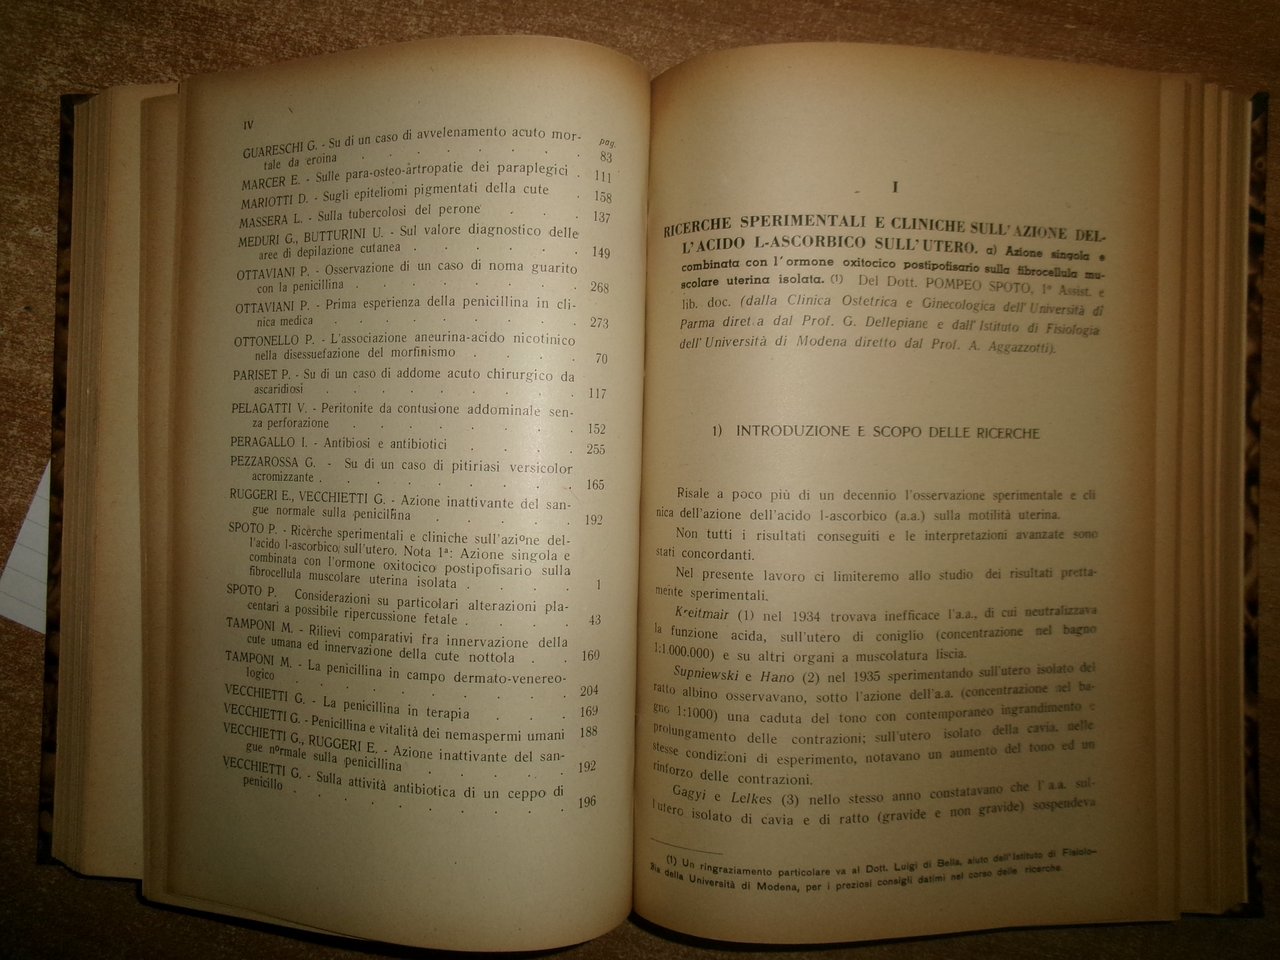 IV
pag.
GUARESCHI G. - Su di un caso di avvelenamento acuto mor-
tale da eroina . . . . . . . 83
MARCER E. - Sulle para-osteo-artropatie dei paraplegici . 111
MARIOTTI D. - Sugli epiteliomi pigmentati della cute . 158
MASSERA L. - Sulla tubercolosi del perone . . . 137
MEDURI G., BUTTURINI U. - Sul valore diagnostico delle
aree di depilazione cutanea . . . . . 149
OTTAVIANI P. - Osservazione di un caso di noma guarito
con la penicillina . . . . . . 268
OTTAVIANI P. - Prima esperienza della penicillina in cli-
nica medica . . . . . . . 273
OTTONELLO P. - L'associazione aneurina-acido nicotinico
nella disessuefazione del morfinismo . . . 70
PARISET P. - Su di un caso di addome acuto chirurgico da
ascaridiosi . . . . . . . 117
PELAGATTI V. - Peritonite da contusione addominale sen-
za perforazione . . . . . . 152
PERAGALLO I. - Antibiosi e antibiotici . . . . 255
PEZZAROSSA G. - Su di un caso di pitiriasi versicolor
acromizzante . . . . . . . 165
RUGGERI E., VECCHIETTI G. - Azione inattivante del san-
gue normale sulla penicillina . . . . 192
SPOTO P. - Ricerche sperimentali e cliniche sull'azione del-
l'acido l-ascorbico sull'utero. Nota 1ª: Azione singola e
combinata con l'ormone oxitocico postipofisario sulla
fibrocellula muscolare uterina isolata . . . . 1
SPOTO P. Considerazioni su particolari alterazioni pla-
centari a possibile ripercussione fetale . . . . 43
TAMPONI M. - Rilievi comparativi fra innervazione della
cute umana ed innervazione della cute nottola . . 160
TAMPONI M. - La penicillina in campo dermato-venereo-
logico . . . . . . . . 204
VECCHIETTI G. - La penicillina in terapia . . . 169
VECCHIETTI G. - Penicillina e vitalità dei nemaspermi umani 188
VECCHIETTI G., RUGGERI E. - Azione inattivante del san-
gue normale sulla penicillina . . . . . 192
VECCHIETTI G. - Sulla attività antibiotica di un ceppo di
penicillo . . . . . . . . 196
I
RICERCHE SPERIMENTALI E CLINICHE SULL'AZIONE DEL-
L'ACIDO L-ASCORBICO SULL'UTERO. a) Azione singola e
combinata con l'ormone oxitocico postipofisario sulla fibrocellula mu-
scolare uterina isolata. (1) Del Dott. POMPEO SPOTO, 1º Assist. e
lib. doc. (dalla Clinica Ostetrica e Ginecologica dell'Università di
Parma diretta dal Prof. G. Dellepiane e dall'Istituto di Fisiologia
dell'Università di Modena diretto dal Prof. A. Aggazzotti).
1) INTRODUZIONE E SCOPO DELLE RICERCHE
Risale a poco più di un decennio l'osservazione sperimentale e cli
nica dell'azione dell'acido l-ascorbico (a.a.) sulla motilità uterina.
Non tutti i risultati conseguiti e le interpretazioni avanzate sono
stati concordanti.
Nel presente lavoro ci limiteremo allo studio dei risultati pretta-
mente sperimentali.
Kreitmair (1) nel 1934 trovava inefficace l'a.a., di cui neutralizzava
la funzione acida, sull'utero di coniglio (concentrazione nel bagno
1:1.000.000) e su altri organi a muscolatura liscia.
Supniewski e Hano (2) nel 1935 sperimentando sull'utero isolato del
ratto albino osservavano, sotto l'azione dell'a.a. (concentrazione nel ba-
gno 1:1000) una caduta del tono con contemporaneo ingrandimento e
prolungamento delle contrazioni; sull'utero isolato della cavia, nelle
stesse condizioni di esperimento, notavano un aumento del tono ed un
rinforzo delle contrazioni.
Gagyi e Lelkes (3) nello stesso anno constatavano che l'a.a. sul-
l'utero isolato di cavia e di ratto (gravide e non gravide) sospendeva
(1) Un ringraziamento particolare va al Dott. Luigi di Bella, aiuto dell'Istituto di Fisiolo-
gia della Università di Modena, per i preziosi consigli datimi nel corso delle ricerche.